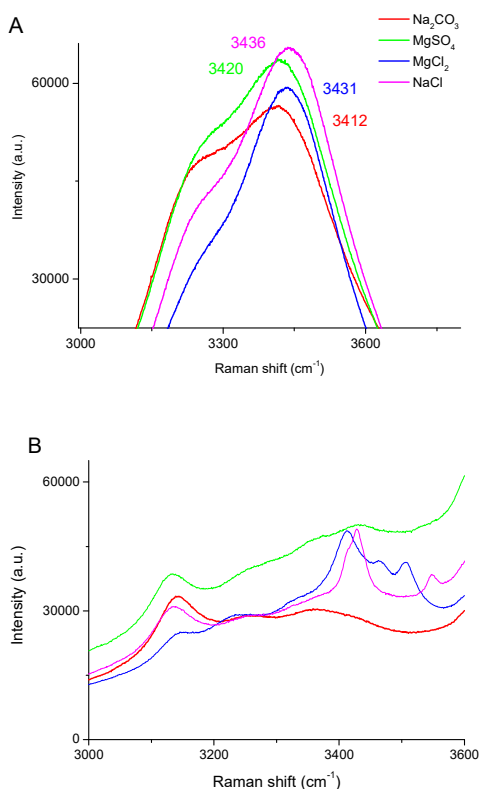 A
Na₂CO₃
MgSO₄
MgCl₂
NaCl
3436
3420
3431
3412
Intensity (a.u.)
60000
30000
3000
3300
3600
Raman shift (cm⁻¹)
B
Intensity (a.u.)
60000
30000
0
3000
3200
3400
3600
Raman shift (cm⁻¹)